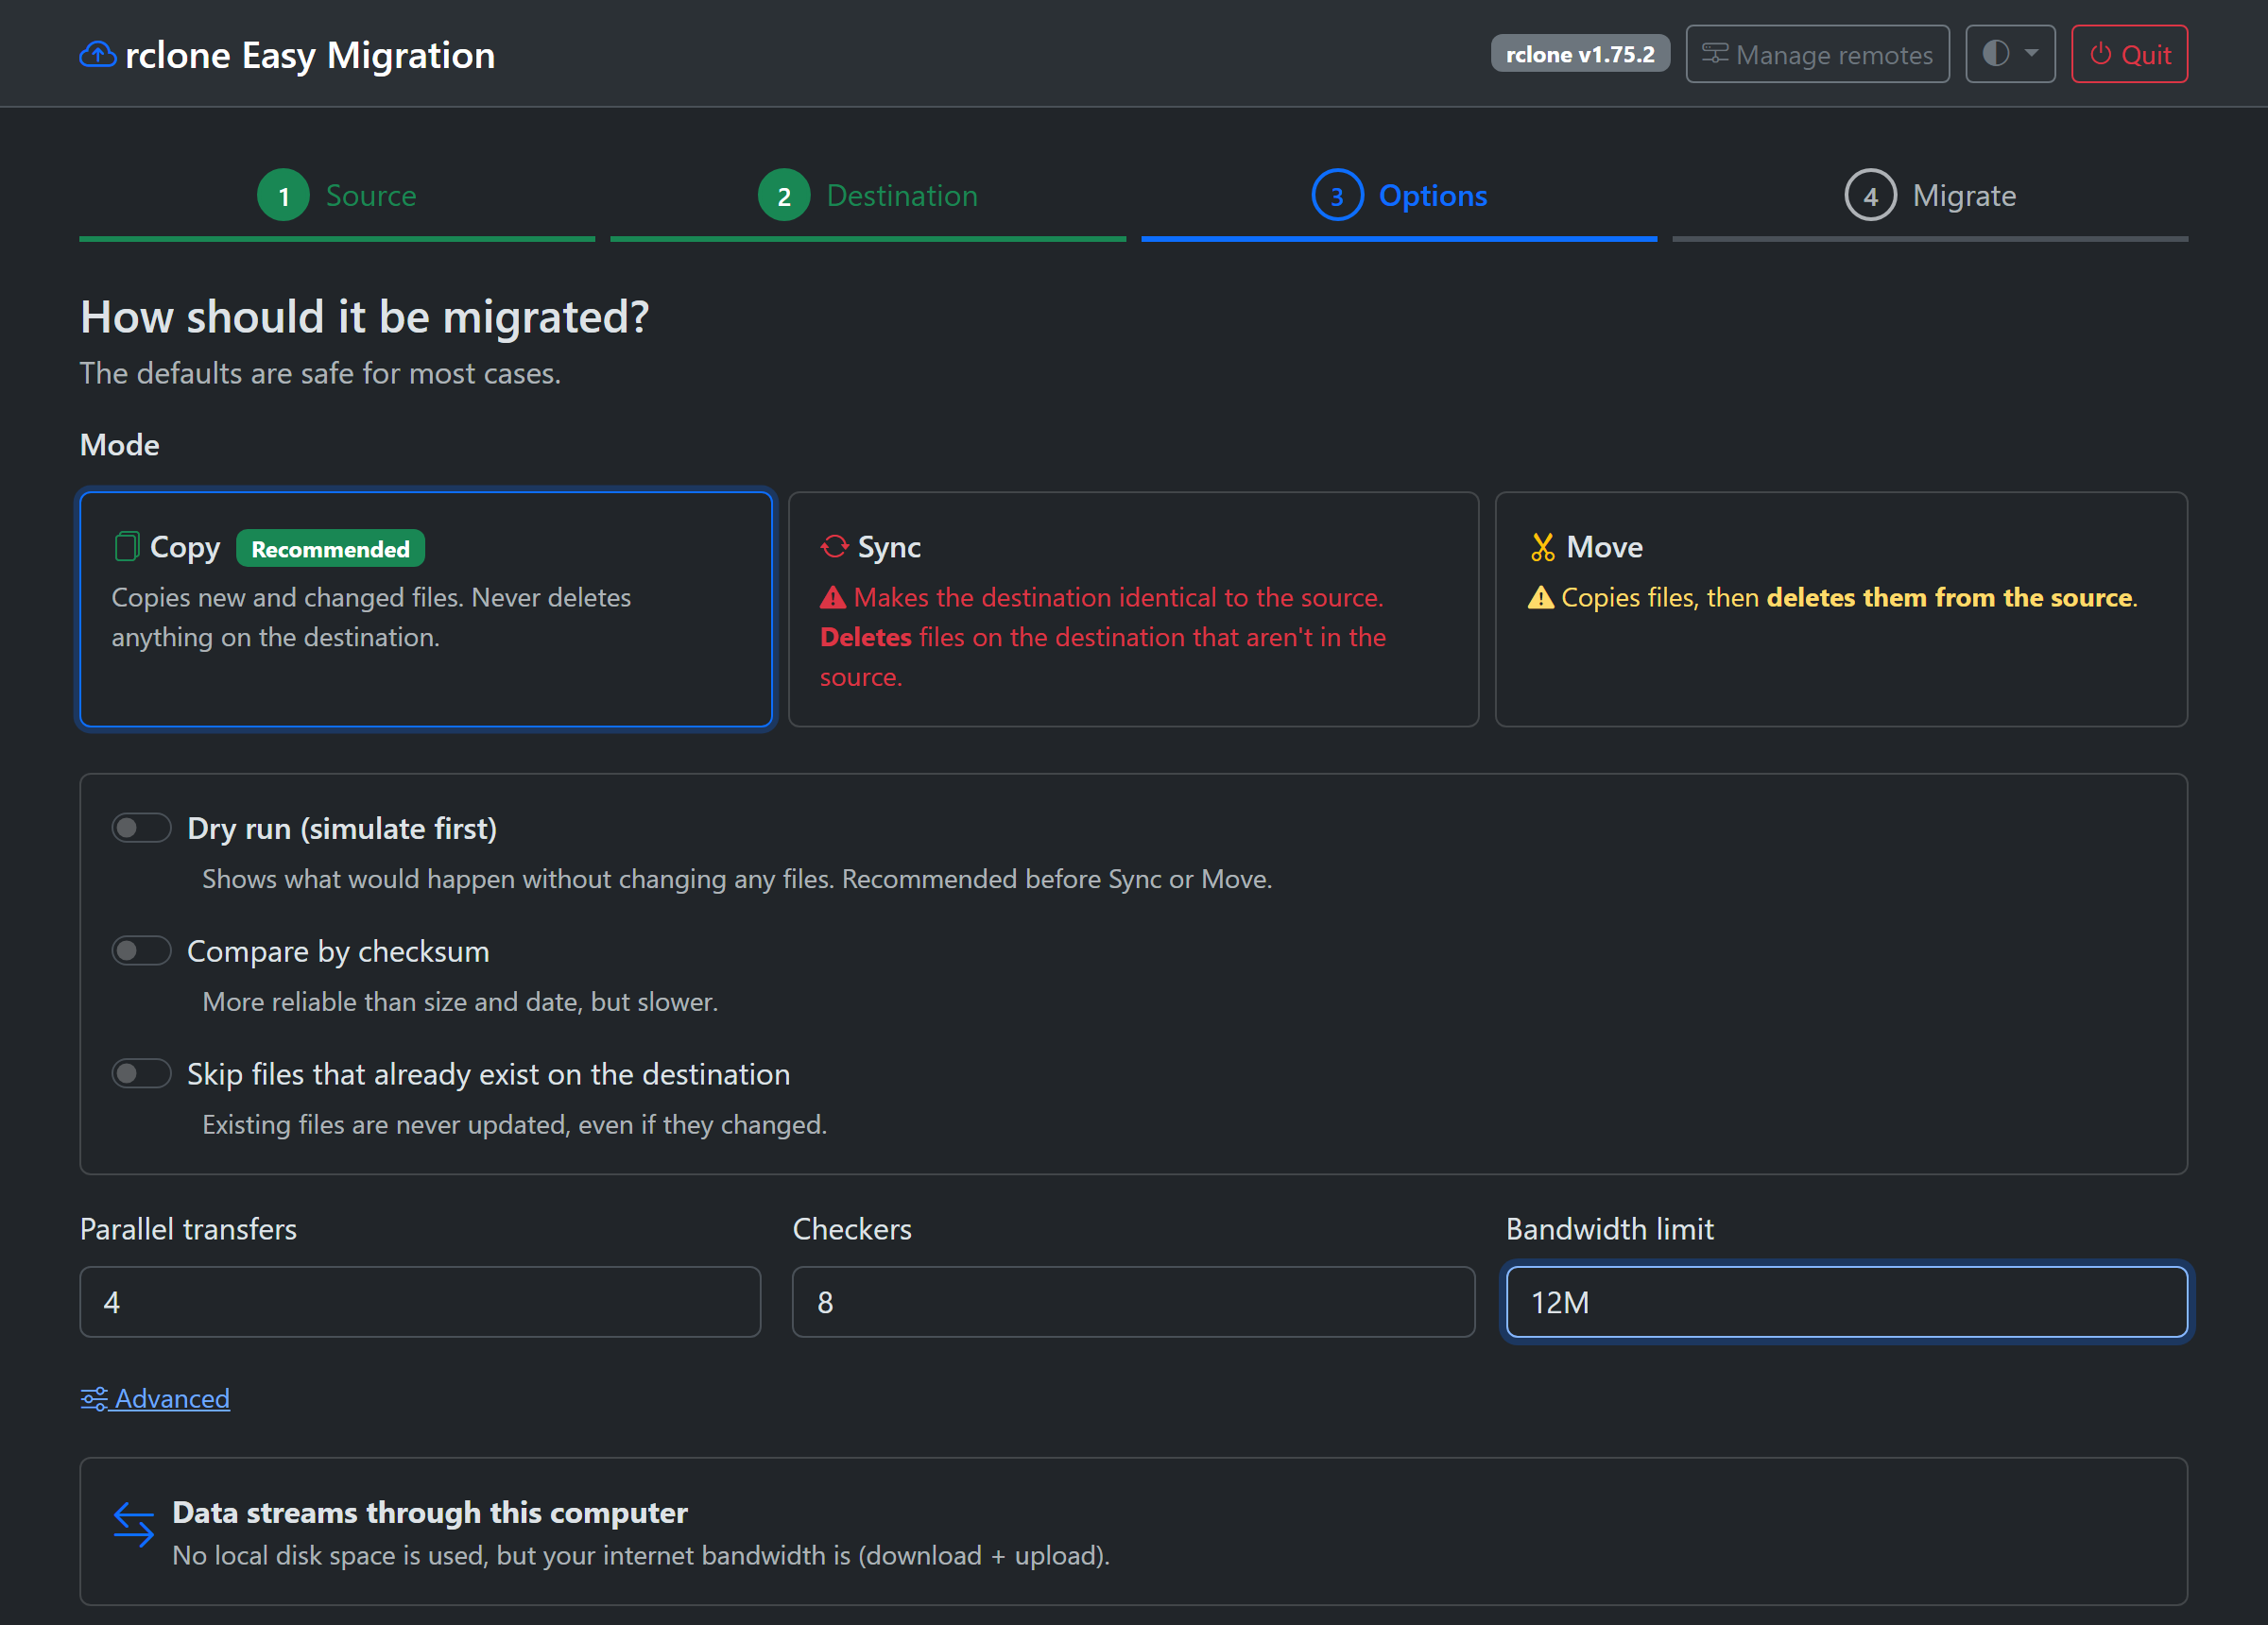 rclone Easy Migration
rclone v1.75.2
Manage remotes
Quit
1 Source
2 Destination
3 Options
4 Migrate
How should it be migrated?
The defaults are safe for most cases.
Mode
Copy Recommended
Copies new and changed files. Never deletes
anything on the destination.
Sync
Makes the destination identical to the source.
Deletes files on the destination that aren't in the
source.
Move
Copies files, then deletes them from the source.
Dry run (simulate first)
Shows what would happen without changing any files. Recommended before Sync or Move.
Compare by checksum
More reliable than size and date, but slower.
Skip files that already exist on the destination
Existing files are never updated, even if they changed.
Parallel transfers
4
Checkers
8
Bandwidth limit
12M
Advanced
Data streams through this computer
No local disk space is used, but your internet bandwidth is (download + upload).